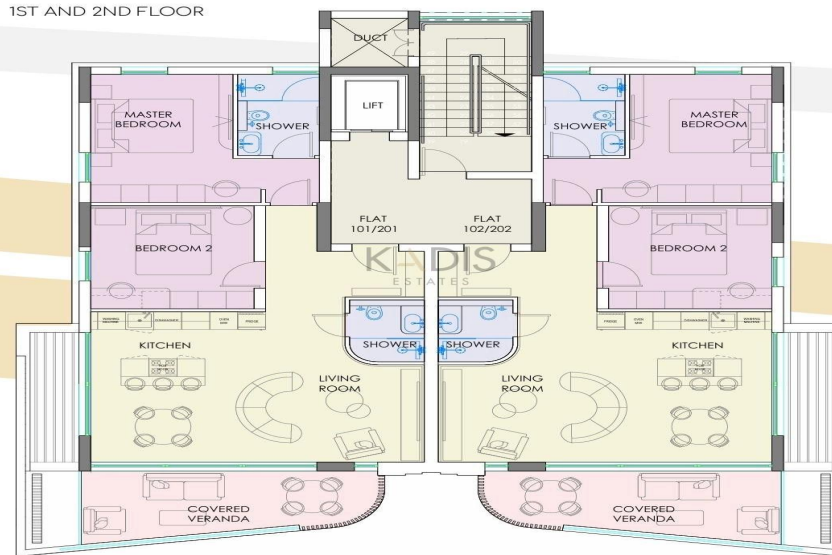 1ST AND 2ND FLOOR
DUCT
LIFT
MASTER
BEDROOM
SHOWER
SHOWER
MASTER
BEDROOM
FLAT
101/201
FLAT
102/202
BEDROOM 2
BEDROOM 2
KADIS
ESTATES
KITCHEN
SHOWER
SHOWER
KITCHEN
LIVING
ROOM
LIVING
ROOM
COVERED
VERANDA
COVERED
VERANDA